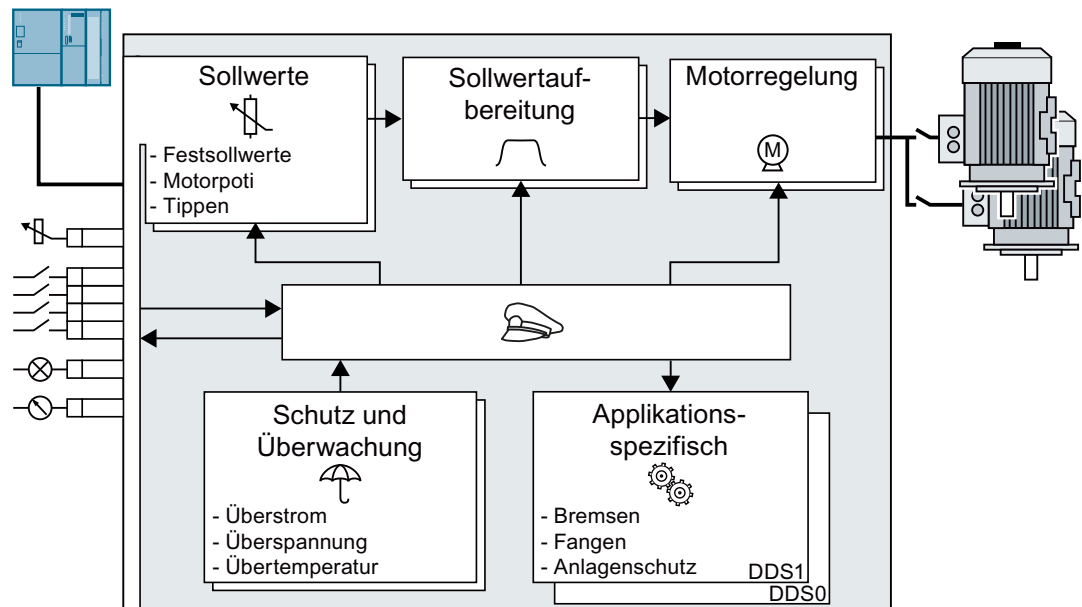 Sollwerte
- Festsollwerte
- Motorpoti
- Tippen
Sollwertauf-
bereitung
Motorregelung
M
Schutz und
Überwachung
- Überstrom
- Überspannung
- Übertemperatur
Applikations-
spezifisch
- Bremsen
- Fangen
- Anlagenschutz
DDS1
DDS0